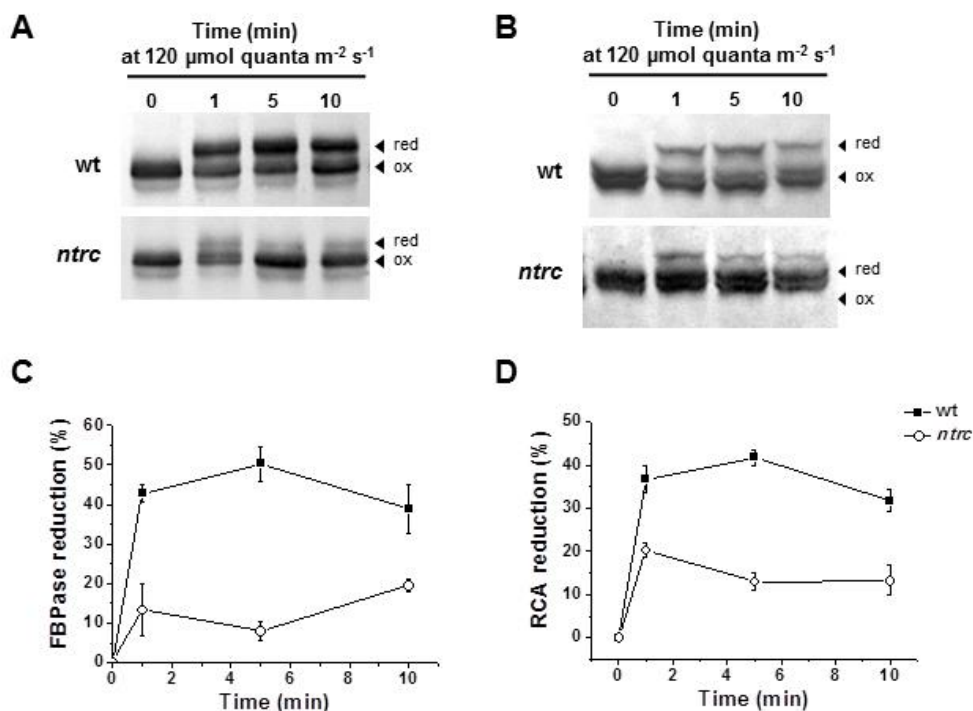 A
Time (min)
at 120 µmol quanta m-2 s-1
0 1 5 10
wt
red
ox
ntrc
red
ox
B
Time (min)
at 120 µmol quanta m-2 s-1
0 1 5 10
wt
red
ox
ntrc
red
ox
C
FBPase reduction (%)
60
50
40
30
20
10
0
0 2 4 6 8 10
Time (min)
D
RCA reduction (%)
50
40
30
20
10
0
0 2 4 6 8 10
Time (min)
wt
ntrc